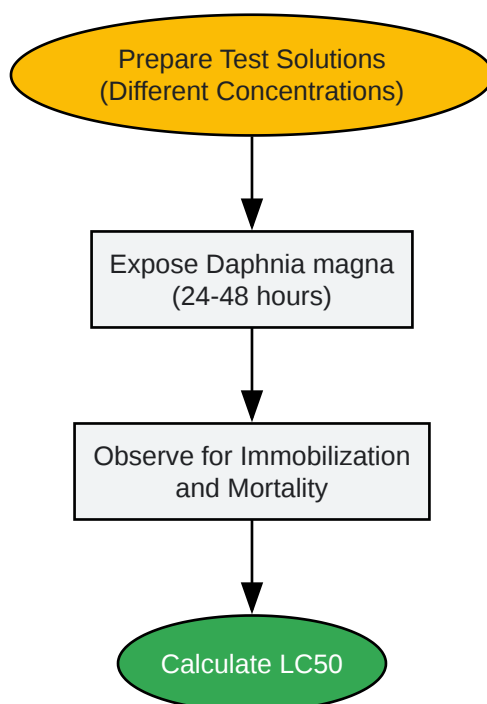 Prepare Test Solutions
(Different Concentrations)
Expose Daphnia magna
(24-48 hours)
Observe for Immobilization
and Mortality
Calculate LC50